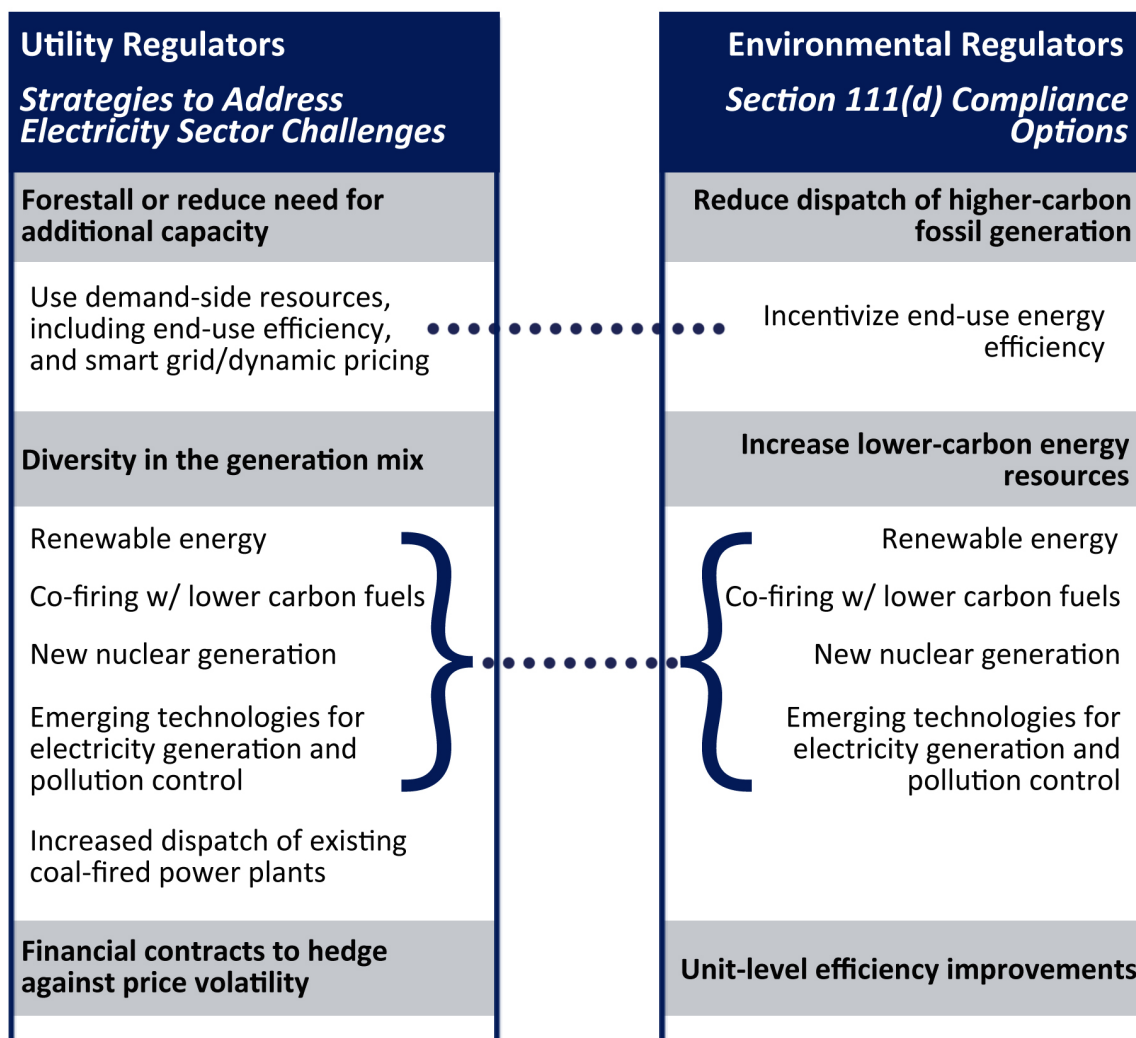 Utility Regulators
Strategies to Address
Electricity Sector Challenges
Forestall or reduce need for
additional capacity
Use demand-side resources,
including end-use efficiency,
and smart grid/dynamic pricing
Diversity in the generation mix
Renewable energy
Co-firing w/ lower carbon fuels
New nuclear generation
Emerging technologies for
electricity generation and
pollution control
Increased dispatch of existing
coal-fired power plants
Financial contracts to hedge
against price volatility
Environmental Regulators
Section 111(d) Compliance
Options
Reduce dispatch of higher-carbon
fossil generation
Incentivize end-use energy
efficiency
Increase lower-carbon energy
resources
Renewable energy
Co-firing w/ lower carbon fuels
New nuclear generation
Emerging technologies for
electricity generation and
pollution control
Unit-level efficiency improvements